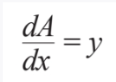 dA/dx = y